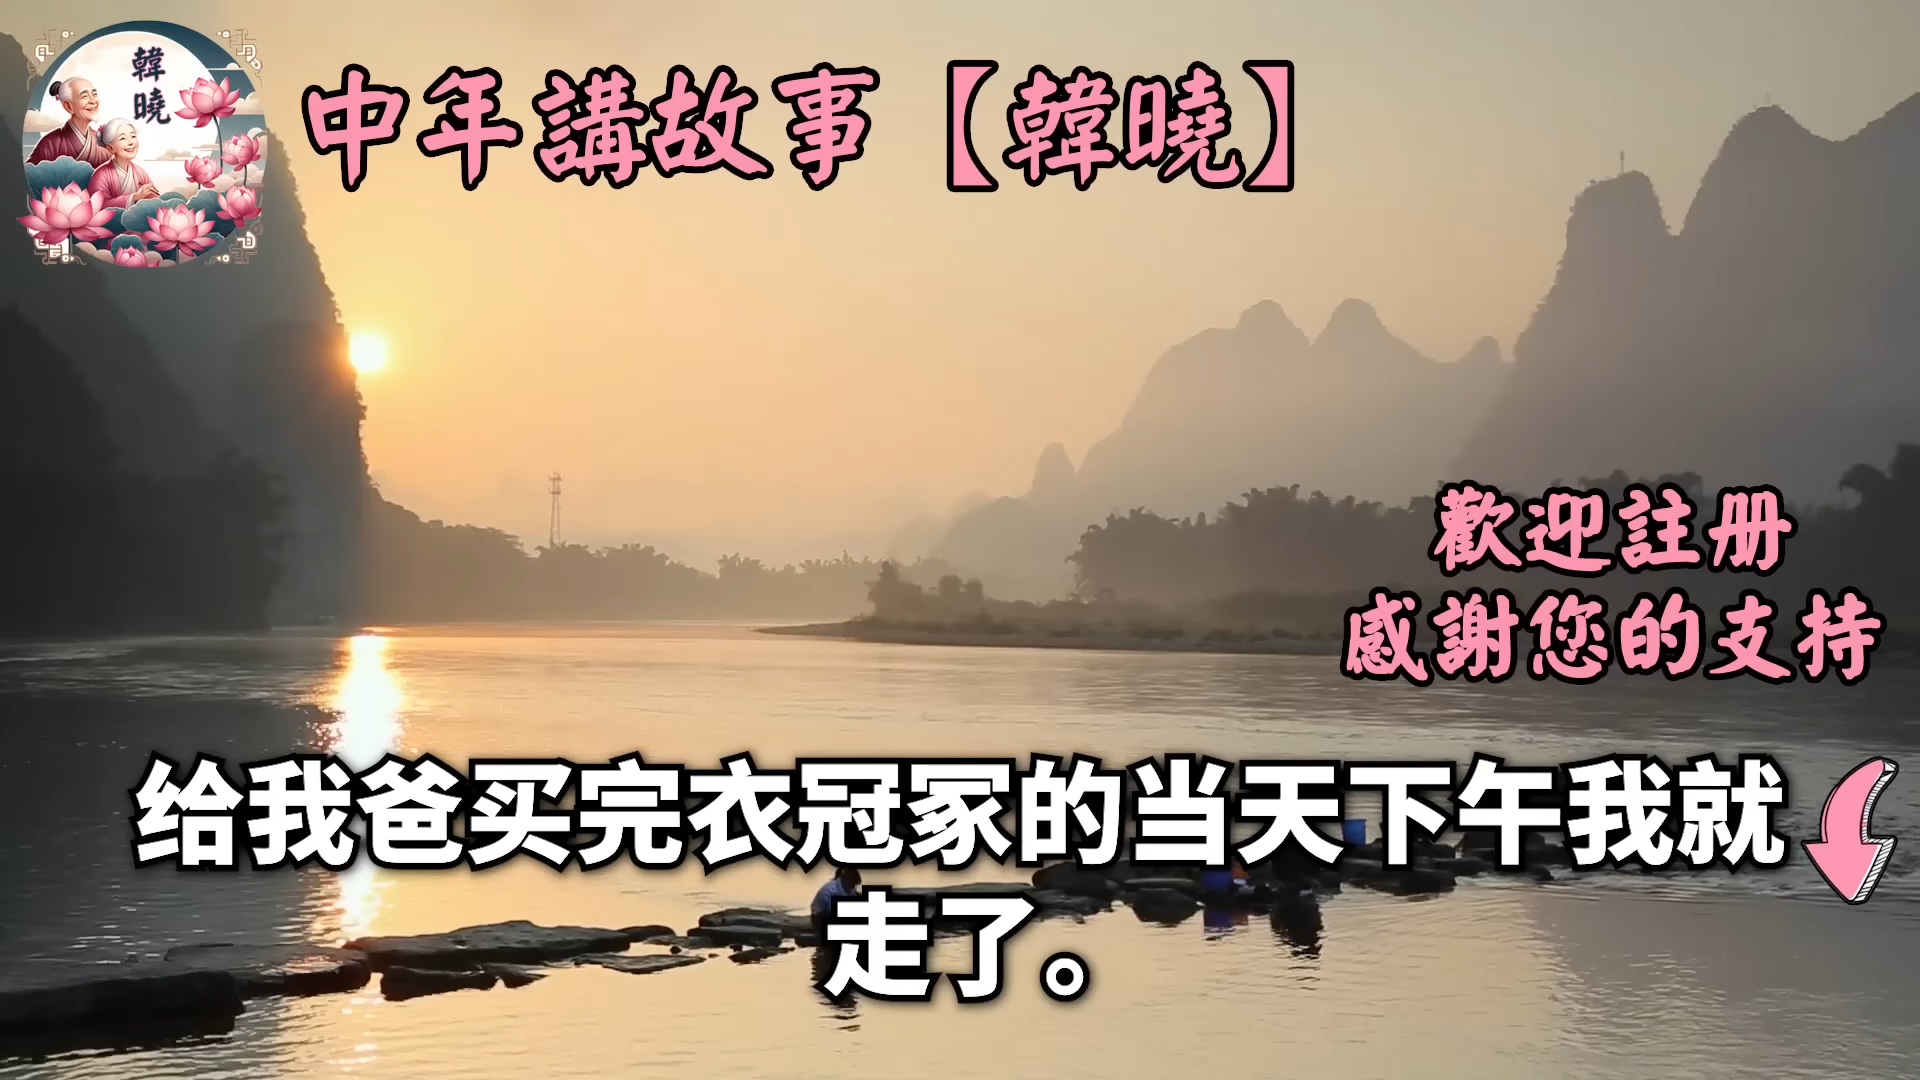 韓曉
中年講故事【韓曉】
歡迎註册
感謝您的支持
给我爸买完衣冠冢的当天下午我就
走了。